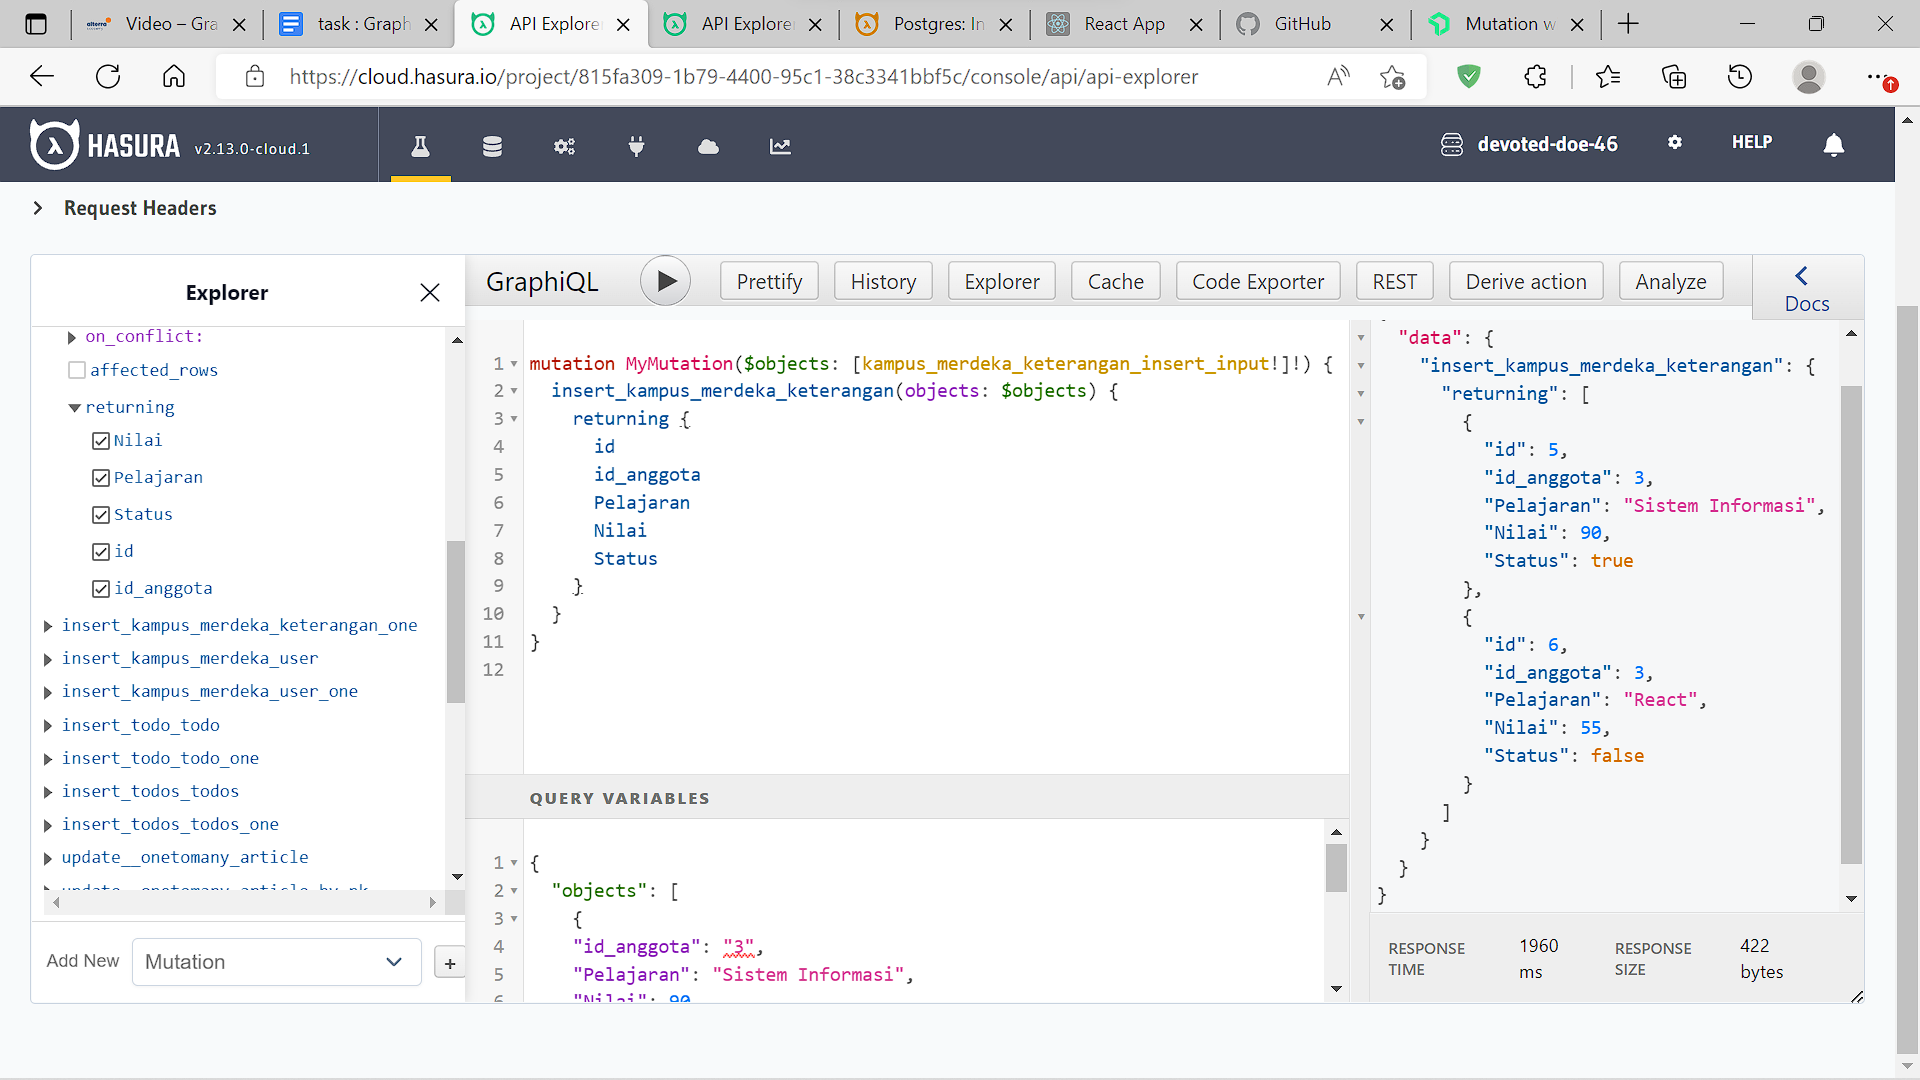 Video – Gra
task : Graph
API Explorer
API Explorer
Postgres: In
React App
GitHub
Mutation w
https://cloud.hasura.io/project/815fa309-1b79-4400-95c1-38c3341bbf5c/console/api/api-explorer
HASURA v2.13.0-cloud.1
devoted-doe-46
HELP
Request Headers
Explorer
on_conflict:
affected_rows
returning
Nilai
Pelajaran
Status
id
id_anggota
insert_kampus_merdeka_keterangan_one
insert_kampus_merdeka_user
insert_kampus_merdeka_user_one
insert_todo_todo
insert_todo_todo_one
insert_todos_todos
insert_todos_todos_one
update__onetomany_article
update__onetomany_article_by_pk
Add New Mutation +
GraphiQL Prettify History Explorer Cache Code Exporter REST Derive action Analyze Docs
1 mutation MyMutation($objects: [kampus_merdeka_keterangan_insert_input!]!) {
2 insert_kampus_merdeka_keterangan(objects: $objects) {
3 returning {
4 id
5 id_anggota
6 Pelajaran
7 Nilai
8 Status
9 }
10 }
11 }
12
QUERY VARIABLES
1 {
2 "objects": [
3 {
4 "id_anggota": "3",
5 "Pelajaran": "Sistem Informasi",
6 "Nilai": 90
"data": {
"insert_kampus_merdeka_keterangan": {
"returning": [
{
"id": 5,
"id_anggota": 3,
"Pelajaran": "Sistem Informasi",
"Nilai": 90,
"Status": true
},
{
"id": 6,
"id_anggota": 3,
"Pelajaran": "React",
"Nilai": 55,
"Status": false
}
]
}
}
}
RESPONSE TIME 1960 ms
RESPONSE SIZE 422 bytes